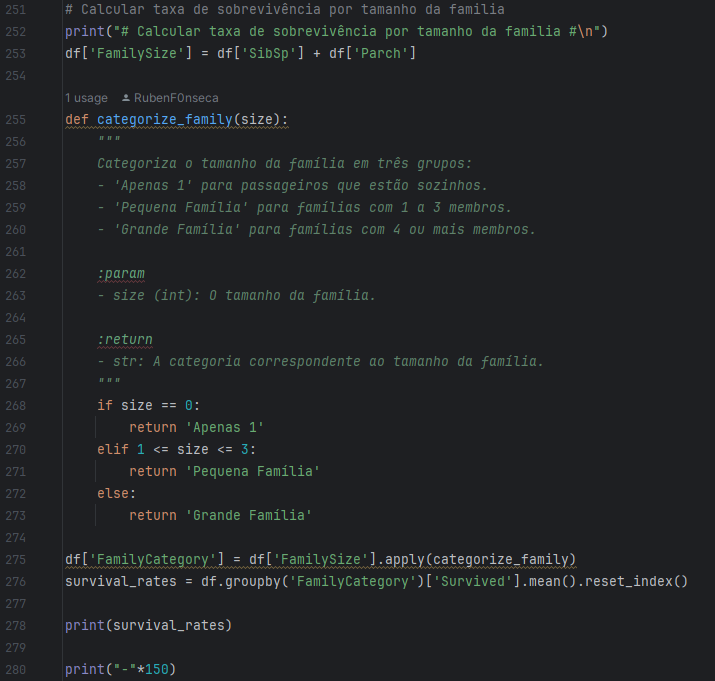 251 # Calcular taxa de sobrevivência por tamanho da familia
252 print("# Calcular taxa de sobrevivência por tamanho da familia #\n")
253 df['FamilySize'] = df['SibSp'] + df['Parch']
254
1 usage RubenF0nseca
255 def categorize_family(size):
256     """
257     Categoriza o tamanho da família em três grupos:
258     - 'Apenas 1' para passageiros que estão sozinhos.
259     - 'Pequena Família' para famílias com 1 a 3 membros.
260     - 'Grande Família' para famílias com 4 ou mais membros.
261
262     :param
263     - size (int): O tamanho da família.
264
265     :return
266     - str: A categoria correspondente ao tamanho da família.
267     """
268     if size == 0:
269         return 'Apenas 1'
270     elif 1 <= size <= 3:
271         return 'Pequena Família'
272     else:
273         return 'Grande Familia'
274
275 df['FamilyCategory'] = df['FamilySize'].apply(categorize_family)
276 survival_rates = df.groupby('FamilyCategory')['Survived'].mean().reset_index()
277
278 print(survival_rates)
279
280 print("-"*150)